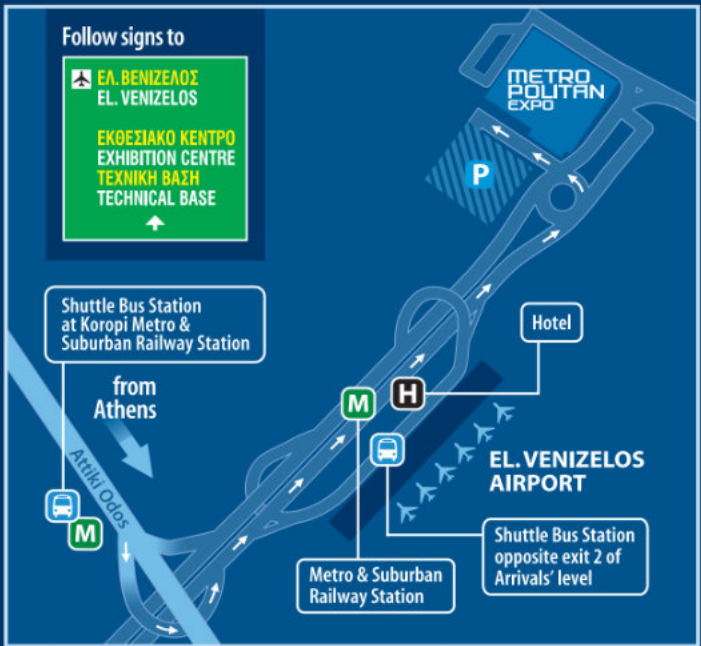 Follow signs to
ΕΛ. ΒΕΝΙΖΕΛΟΣ
EL. VENIZELOS
ΕΚΘΕΣΙΑΚΟ ΚΕΝΤΡΟ
EXHIBITION CENTRE
ΤΕΧΝΙΚΗ ΒΑΣΗ
TECHNICAL BASE
METRO
POLITAN
EXPO
P
Shuttle Bus Station
at Koropi Metro &
Suburban Railway Station
Hotel
from
Athens
M
H
Attiki Odos
EL. VENIZELOS
AIRPORT
M
Shuttle Bus Station
opposite exit 2 of
Arrivals' level
Metro & Suburban
Railway Station